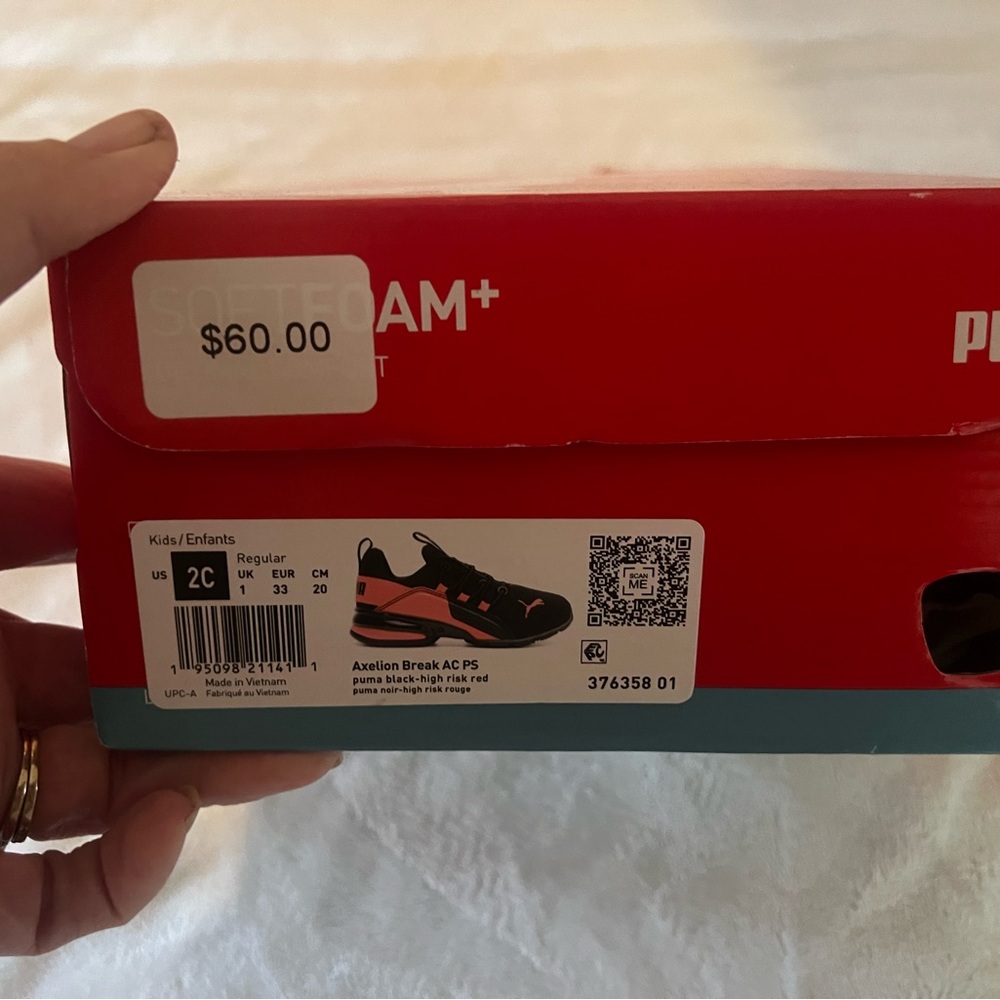 SOFTFOAM+
$60.00
T
PU
Kids/Enfants
Regular
US 2C UK EUR CM
1 33 20
1 95098 21141 1
Made in Vietnam
UPC-A Fabriqué au Vietnam
Axelion Break AC PS
puma black-high risk red
puma noir-high risk rouge
SCAN
ME
376358 01